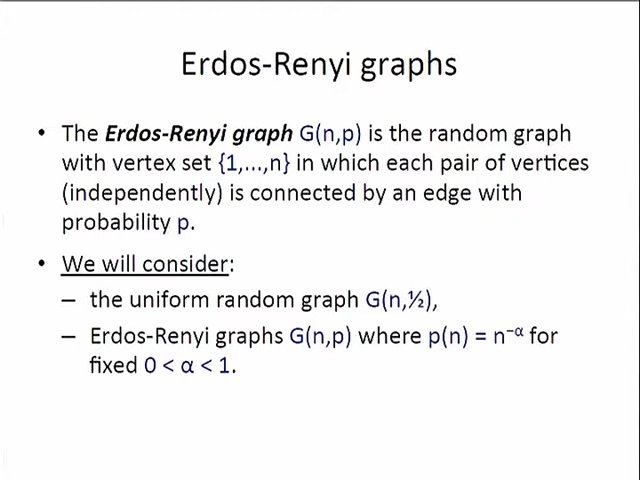 Erdos-Renyi graphs
• The Erdos-Renyi graph G(n,p) is the random graph
with vertex set {1,...,n} in which each pair of vertices
(independently) is connected by an edge with
probability p.
• We will consider:
– the uniform random graph G(n,½),
– Erdos-Renyi graphs G(n,p) where p(n) = n⁻ᵅ for
fixed 0 < α < 1.